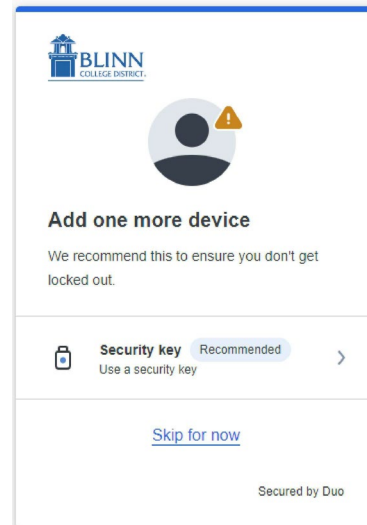 BLINN
COLLEGE DISTRICT.
!
Add one more device
We recommend this to ensure you don't get
locked out.
Security key Recommended
Use a security key
Skip for now
Secured by Duo